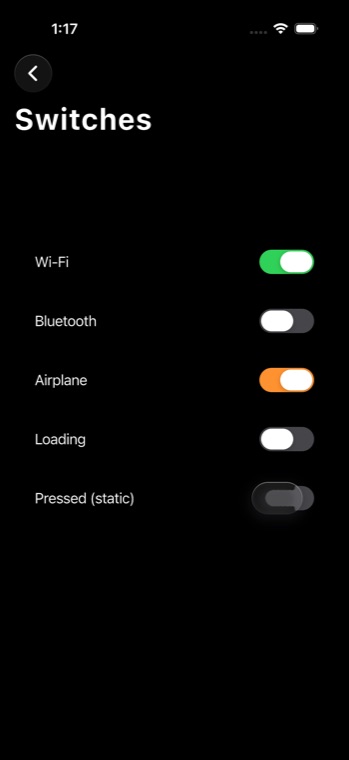 1:17
Switches
Wi-Fi
Bluetooth
Airplane
Loading
Pressed (static)